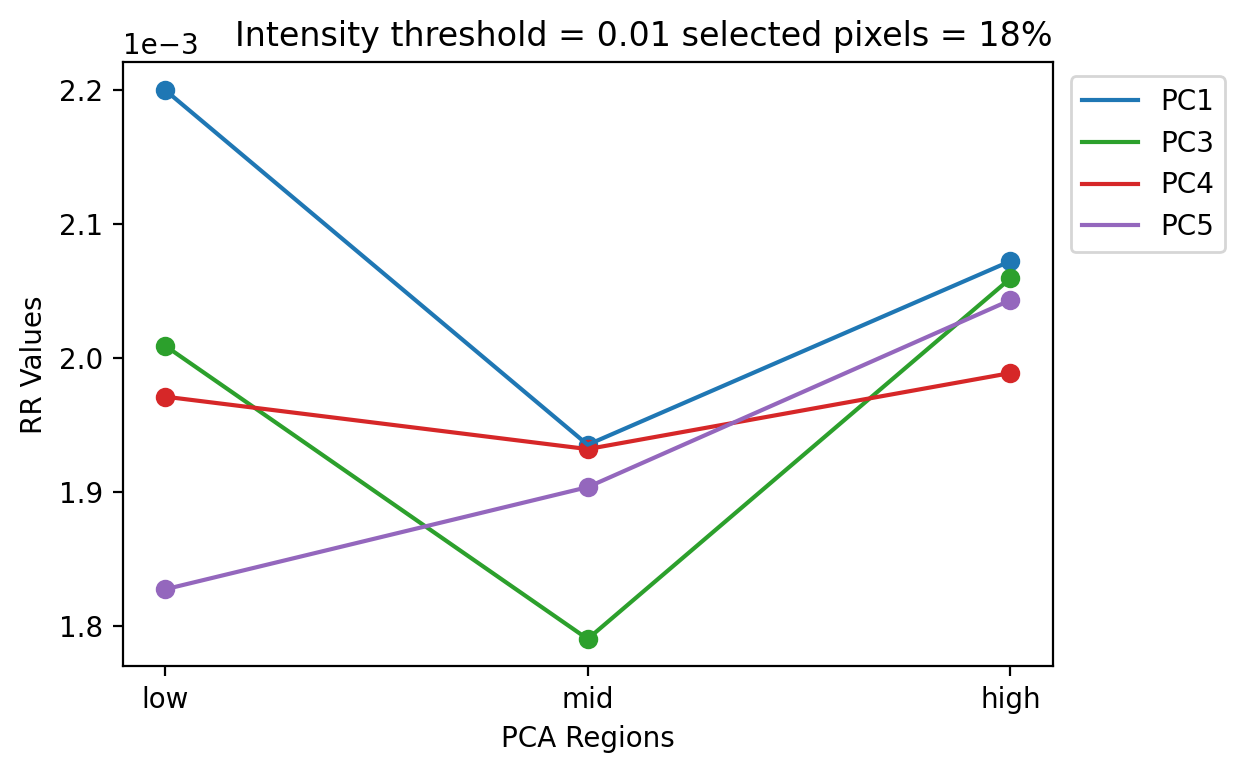 1e−3 Intensity threshold = 0.01 selected pixels = 18%
2.2
2.1
2.0
1.9
1.8
RR Values
low mid high
PCA Regions
PC1
PC3
PC4
PC5